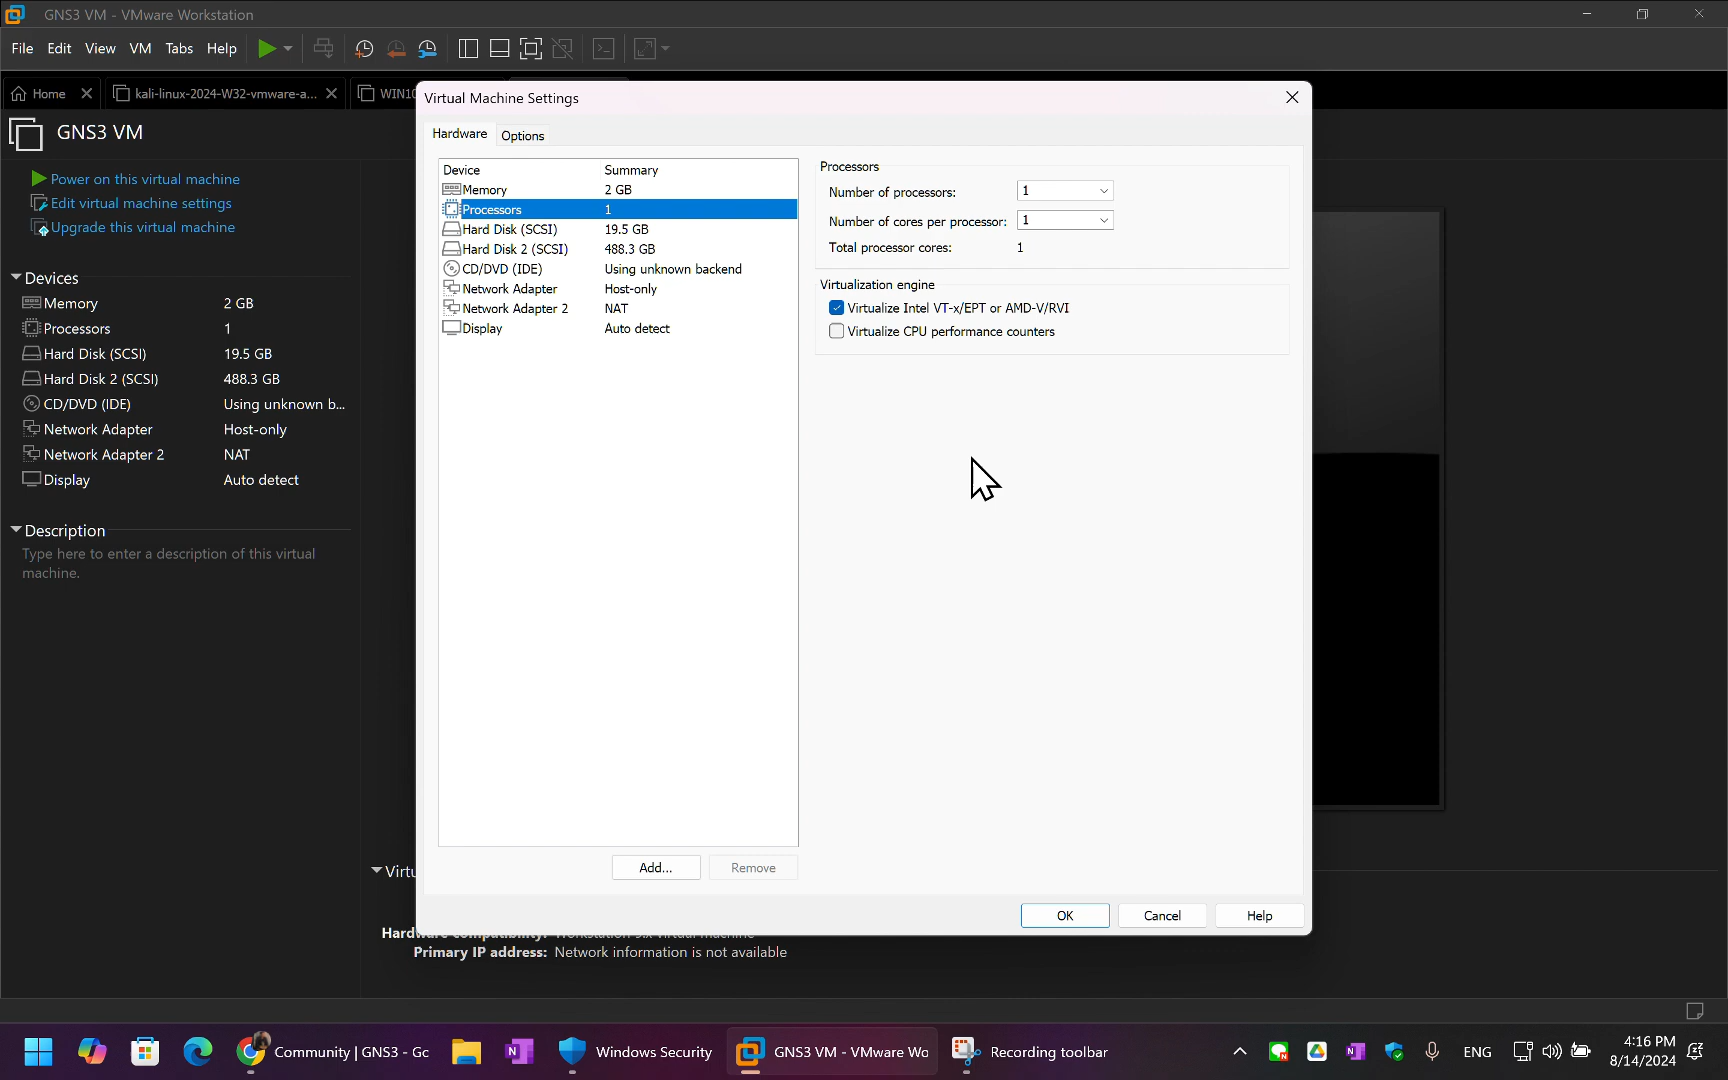 GNS3 VM - VMware Workstation
File Edit View VM Tabs Help
Home kali-linux-2024-W32-vmware-a... WIN10
GNS3 VM
Power on this virtual machine
Edit virtual machine settings
Upgrade this virtual machine
Devices
Memory 2 GB
Processors 1
Hard Disk (SCSI) 19.5 GB
Hard Disk 2 (SCSI) 488.3 GB
CD/DVD (IDE) Using unknown b...
Network Adapter Host-only
Network Adapter 2 NAT
Display Auto detect
Description
Type here to enter a description of this virtual
machine.
Virtual Machine Settings
Hardware Options
Device Summary
Memory 2 GB
Processors 1
Hard Disk (SCSI) 19.5 GB
Hard Disk 2 (SCSI) 488.3 GB
CD/DVD (IDE) Using unknown backend
Network Adapter Host-only
Network Adapter 2 NAT
Display Auto detect
Add... Remove
Processors
Number of processors: 1
Number of cores per processor: 1
Total processor cores: 1
Virtualization engine
Virtualize Intel VT-x/EPT or AMD-V/RVI
Virtualize CPU performance counters
OK Cancel Help
Virtu
Primary IP address: Network information is not available
Community | GNS3 - Gc Windows Security GNS3 VM - VMware Wo Recording toolbar ENG 4:16 PM
8/14/2024